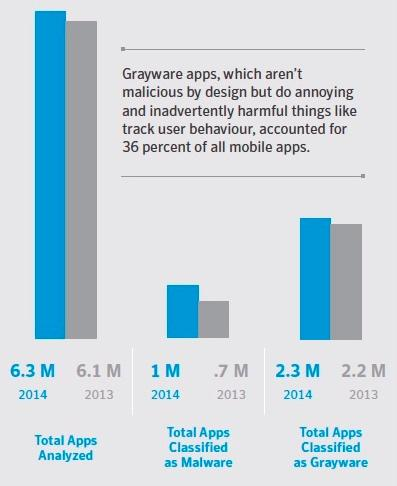 Grayware apps, which aren't
malicious by design but do annoying
and inadvertently harmful things like
track user behaviour, accounted for
36 percent of all mobile apps.
6.3 M 6.1 M
2014 2013
Total Apps
Analyzed
1 M .7 M
2014 2013
Total Apps
Classified
as Malware
2.3 M 2.2 M
2014 2013
Total Apps
Classified
as Grayware